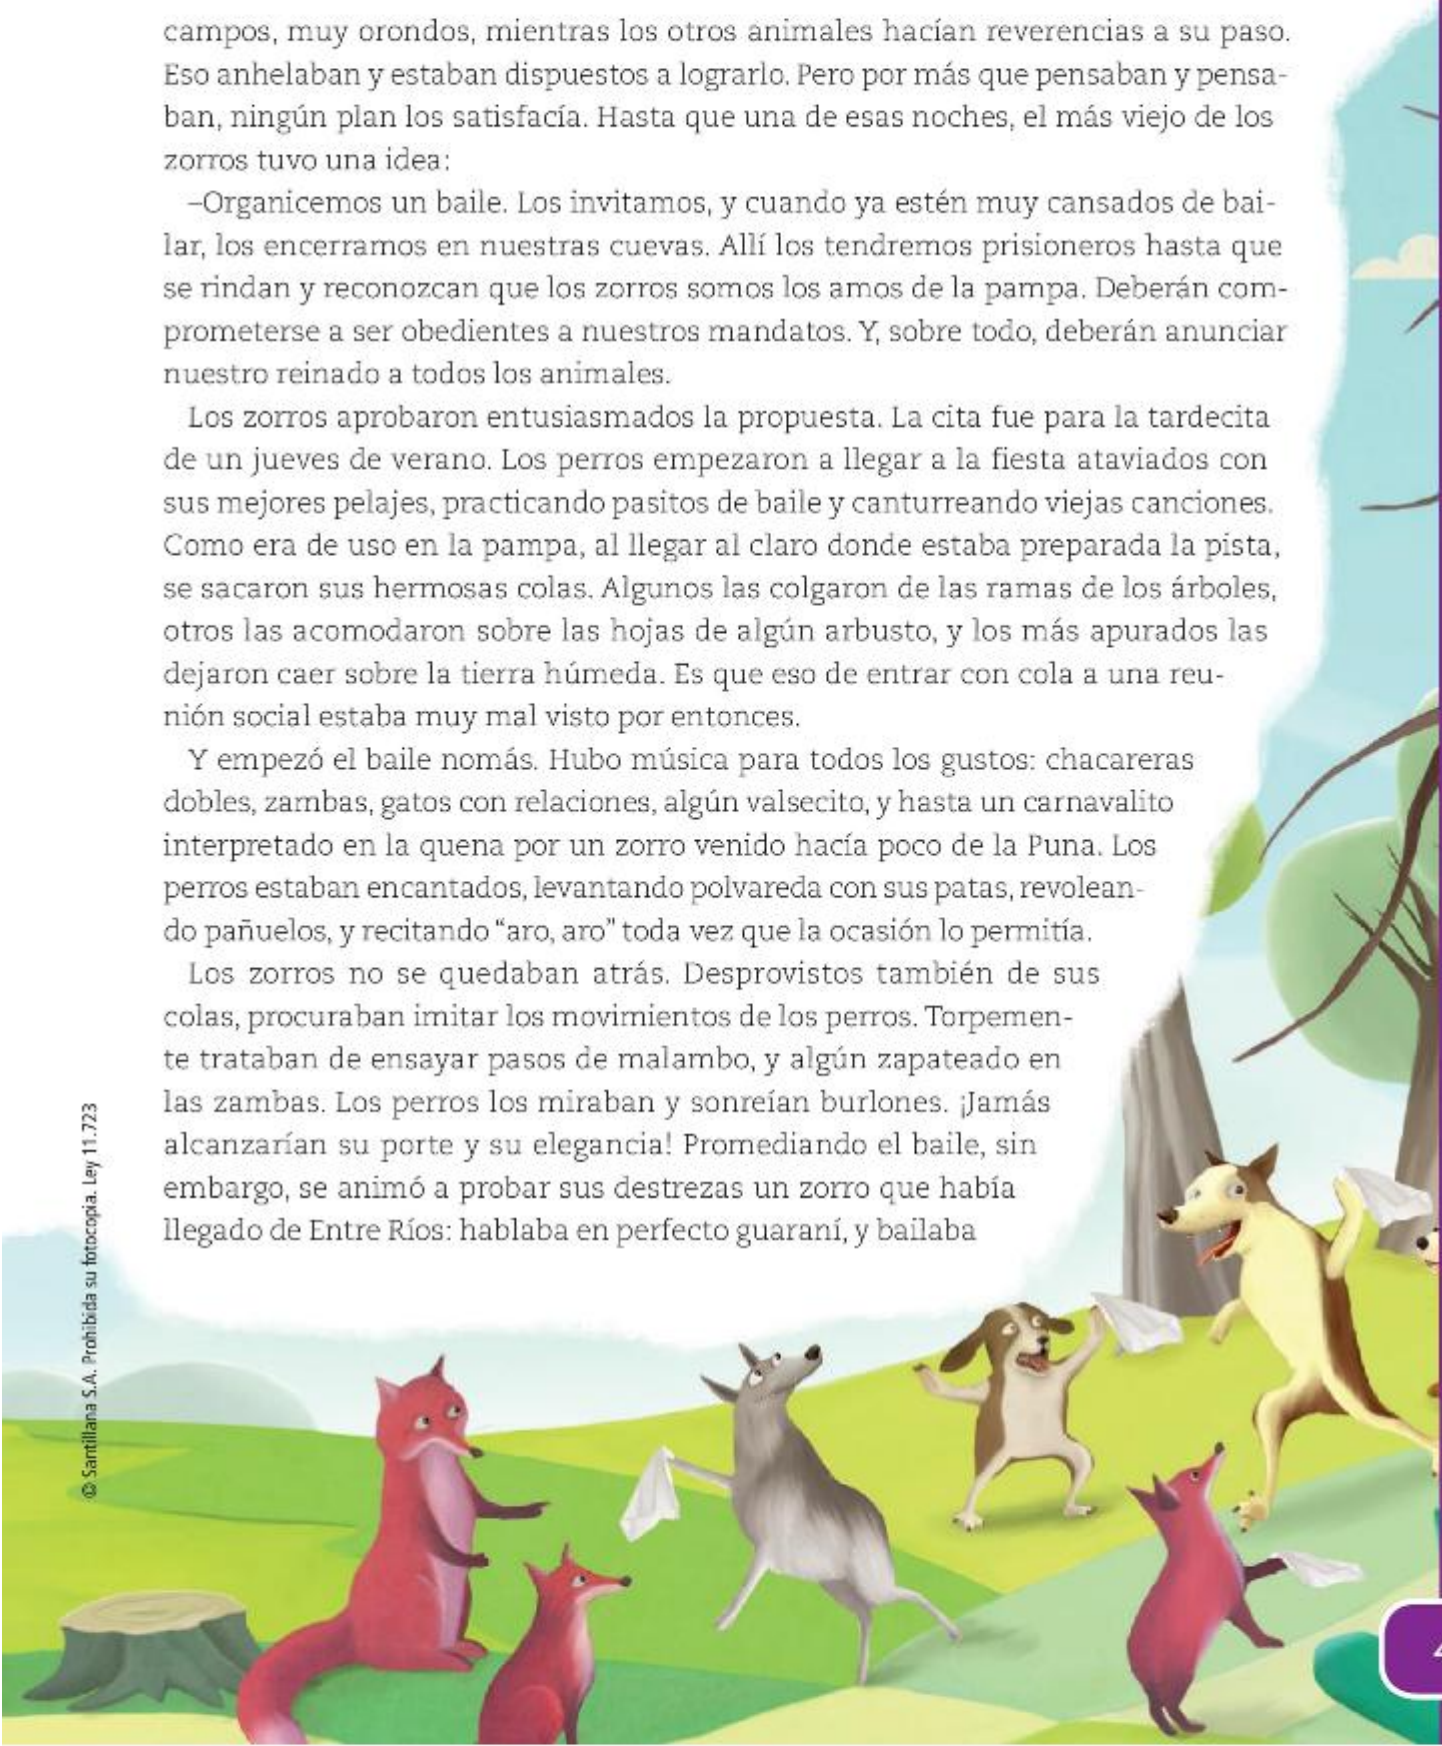 campos, muy orondos, mientras los otros animales hacían reverencias a su paso.
Eso anhelaban y estaban dispuestos a lograrlo. Pero por más que pensaban y pensa-
ban, ningún plan los satisfacía. Hasta que una de esas noches, el más viejo de los
zorros tuvo una idea:
–Organicemos un baile. Los invitamos, y cuando ya estén muy cansados de bai-
lar, los encerramos en nuestras cuevas. Allí los tendremos prisioneros hasta que
se rindan y reconozcan que los zorros somos los amos de la pampa. Deberán com-
prometerse a ser obedientes a nuestros mandatos. Y, sobre todo, deberán anunciar
nuestro reinado a todos los animales.
Los zorros aprobaron entusiasmados la propuesta. La cita fue para la tardecita
de un jueves de verano. Los perros empezaron a llegar a la fiesta ataviados con
sus mejores pelajes, practicando pasitos de baile y canturreando viejas canciones.
Como era de uso en la pampa, al llegar al claro donde estaba preparada la pista,
se sacaron sus hermosas colas. Algunos las colgaron de las ramas de los árboles,
otros las acomodaron sobre las hojas de algún arbusto, y los más apurados las
dejaron caer sobre la tierra húmeda. Es que eso de entrar con cola a una reu-
nión social estaba muy mal visto por entonces.
Y empezó el baile nomás. Hubo música para todos los gustos: chacareras
dobles, zambas, gatos con relaciones, algún valsecito, y hasta un carnavalito
interpretado en la quena por un zorro venido hacía poco de la Puna. Los
perros estaban encantados, levantando polvareda con sus patas, revolean-
do pañuelos, y recitando “aro, aro” toda vez que la ocasión lo permitía.
Los zorros no se quedaban atrás. Desprovistos también de sus
colas, procuraban imitar los movimientos de los perros. Torpemen-
te trataban de ensayar pasos de malambo, y algún zapateado en
las zambas. Los perros los miraban y sonreían burlones. ¡Jamás
alcanzarían su porte y su elegancia! Promediando el baile, sin
embargo, se animó a probar sus destrezas un zorro que había
llegado de Entre Ríos: hablaba en perfecto guaraní, y bailaba
© Santillana S.A. Prohibida su fotocopia. Ley 11.723